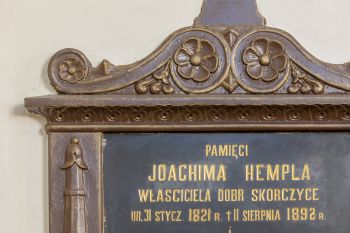 PAMIĘCI
JOACHIMA HEMPLA
WŁAŚCICIELA DÓBR SKORCZYCE
UR. 31 STYCZ 1821 R. † 11 SIERPNIA 1892 R.